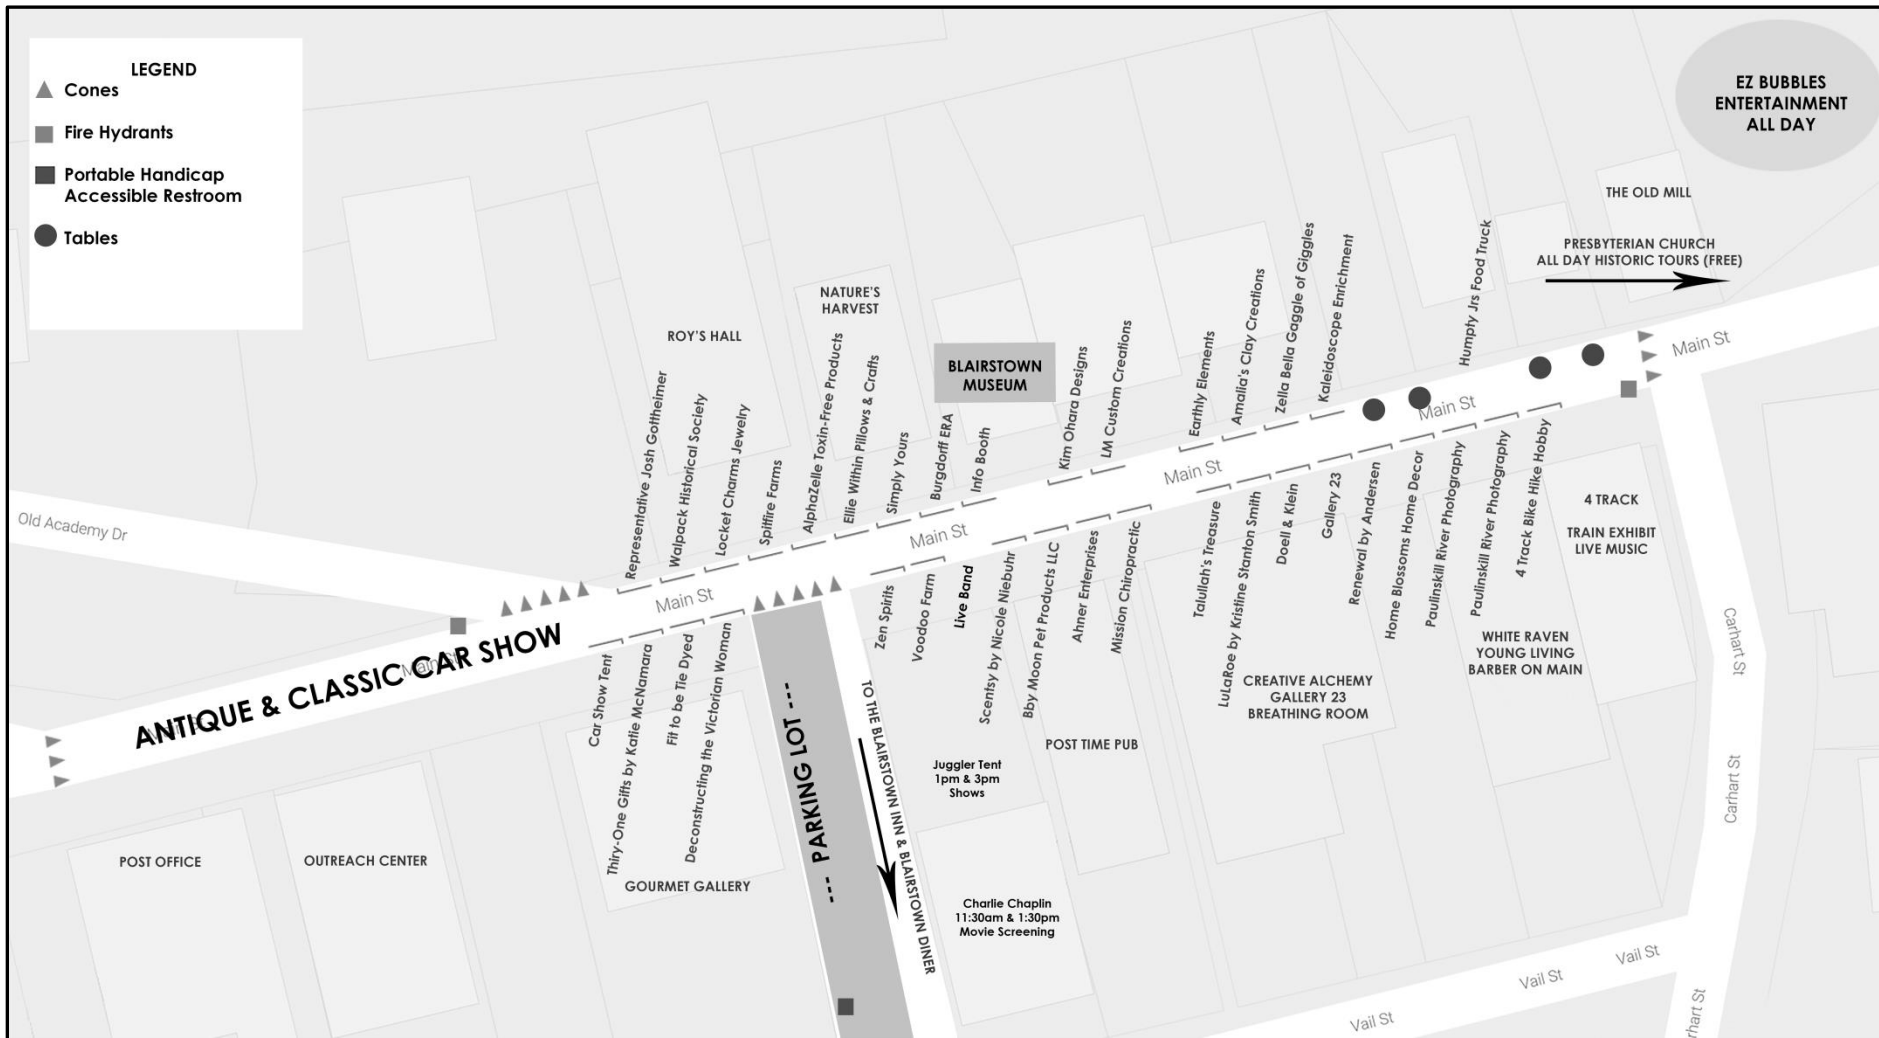 LEGEND
Cones
Fire Hydrants
Portable Handicap
Accessible Restroom
Tables
EZ BUBBLES
ENTERTAINMENT
ALL DAY
THE OLD MILL
PRESBYTERIAN CHURCH
ALL DAY HISTORIC TOURS (FREE)
ROY'S HALL
NATURE'S
HARVEST
BLAIRSTOWN
MUSEUM
Representative Josh Gottheimer
Walpack Historical Society
Locket Charms Jewelry
Spitfire Farms
AlphaZelle Toxin-Free Products
Ellie Within Pillows & Crafts
Simply Yours
Burgdorff ERA
Info Booth
Kim Ohara Designs
LM Custom Creations
Earthly Elements
Amalia's Clay Creations
Zella Bella Gaggle of Giggles
Kaleidoscope Enrichment
Humpty Jrs Food Truck
Old Academy Dr
Main St
Main St
Main St
Main St
Main St
Main St
ANTIQUE & CLASSIC CAR SHOW
Car Show Tent
Thiry-One Gifts by Katie McNamara
Fit to be Tie Dyed
Deconstructing the Victorian Woman
Zen Spirits
Voodoo Farm
Live Band
Scentsy by Nicole Niebuhr
Bby Moon Pet Products LLC
Ahner Enterprises
Mission Chiropractic
Talulah's Treasure
LuLaRoe by Kristine Stanton Smith
Doell & Klein
Gallery 23
Renewal by Andersen
Home Blossoms Home Decor
Paulinskill River Photography
Paulinskill River Photography
4 Track Bike Hike Hobby
4 TRACK
TRAIN EXHIBIT
LIVE MUSIC
WHITE RAVEN
YOUNG LIVING
BARBER ON MAIN
CREATIVE ALCHEMY
GALLERY 23
BREATHING ROOM
POST TIME PUB
Juggler Tent
1pm & 3pm
Shows
Charlie Chaplin
11:30am & 1:30pm
Movie Screening
--- PARKING LOT ---
TO THE BLAIRSTOWN INN & BLAIRSTOWN DINER
POST OFFICE
OUTREACH CENTER
GOURMET GALLERY
Carhart St
Carhart St
arhart St
Vail St
Vail St
Vail St